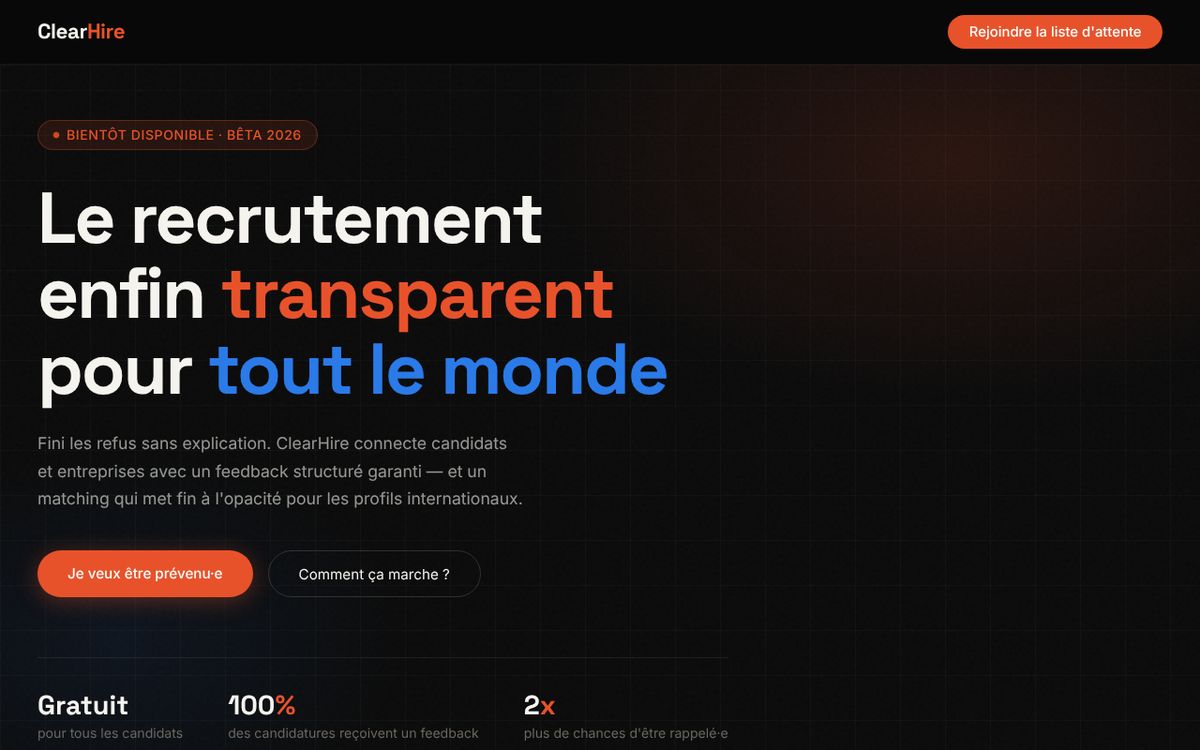 ClearHire
Rejoindre la liste d'attente
BIENTÔT DISPONIBLE · BÊTA 2026
Le recrutement
enfin transparent
pour tout le monde
Fini les refus sans explication. ClearHire connecte candidats
et entreprises avec un feedback structuré garanti — et un
matching qui met fin à l'opacité pour les profils internationaux.
Je veux être prévenu·e
Comment ça marche ?
Gratuit
pour tous les candidats
100%
des candidatures reçoivent un feedback
2x
plus de chances d'être rappelé·e